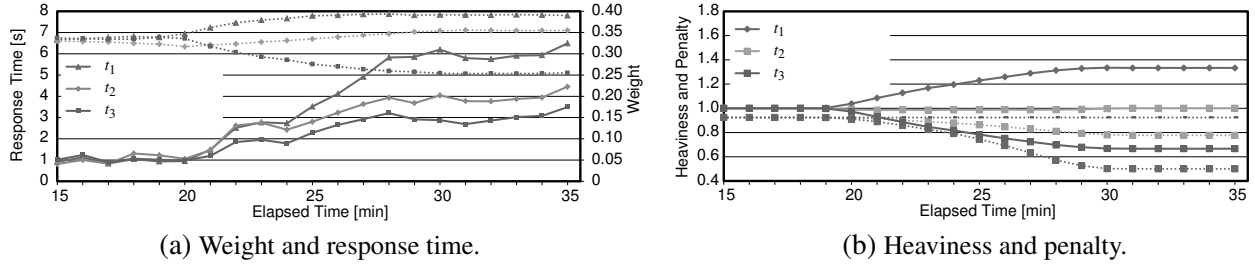 Response Time [s]
8
7
6
5
4
3
2
1
0
t1
t2
t3
0.40
0.35
0.30
0.25
0.20
0.15
0.10
0.05
0.00
Weight
15 20 25 30 35
Elapsed Time [min]
(a) Weight and response time.
Heaviness and Penalty
1.8
1.6
1.4
1.2
1.0
0.8
0.6
0.4
t1
t2
t3
15 20 25 30 35
Elapsed Time [min]
(b) Heaviness and penalty.